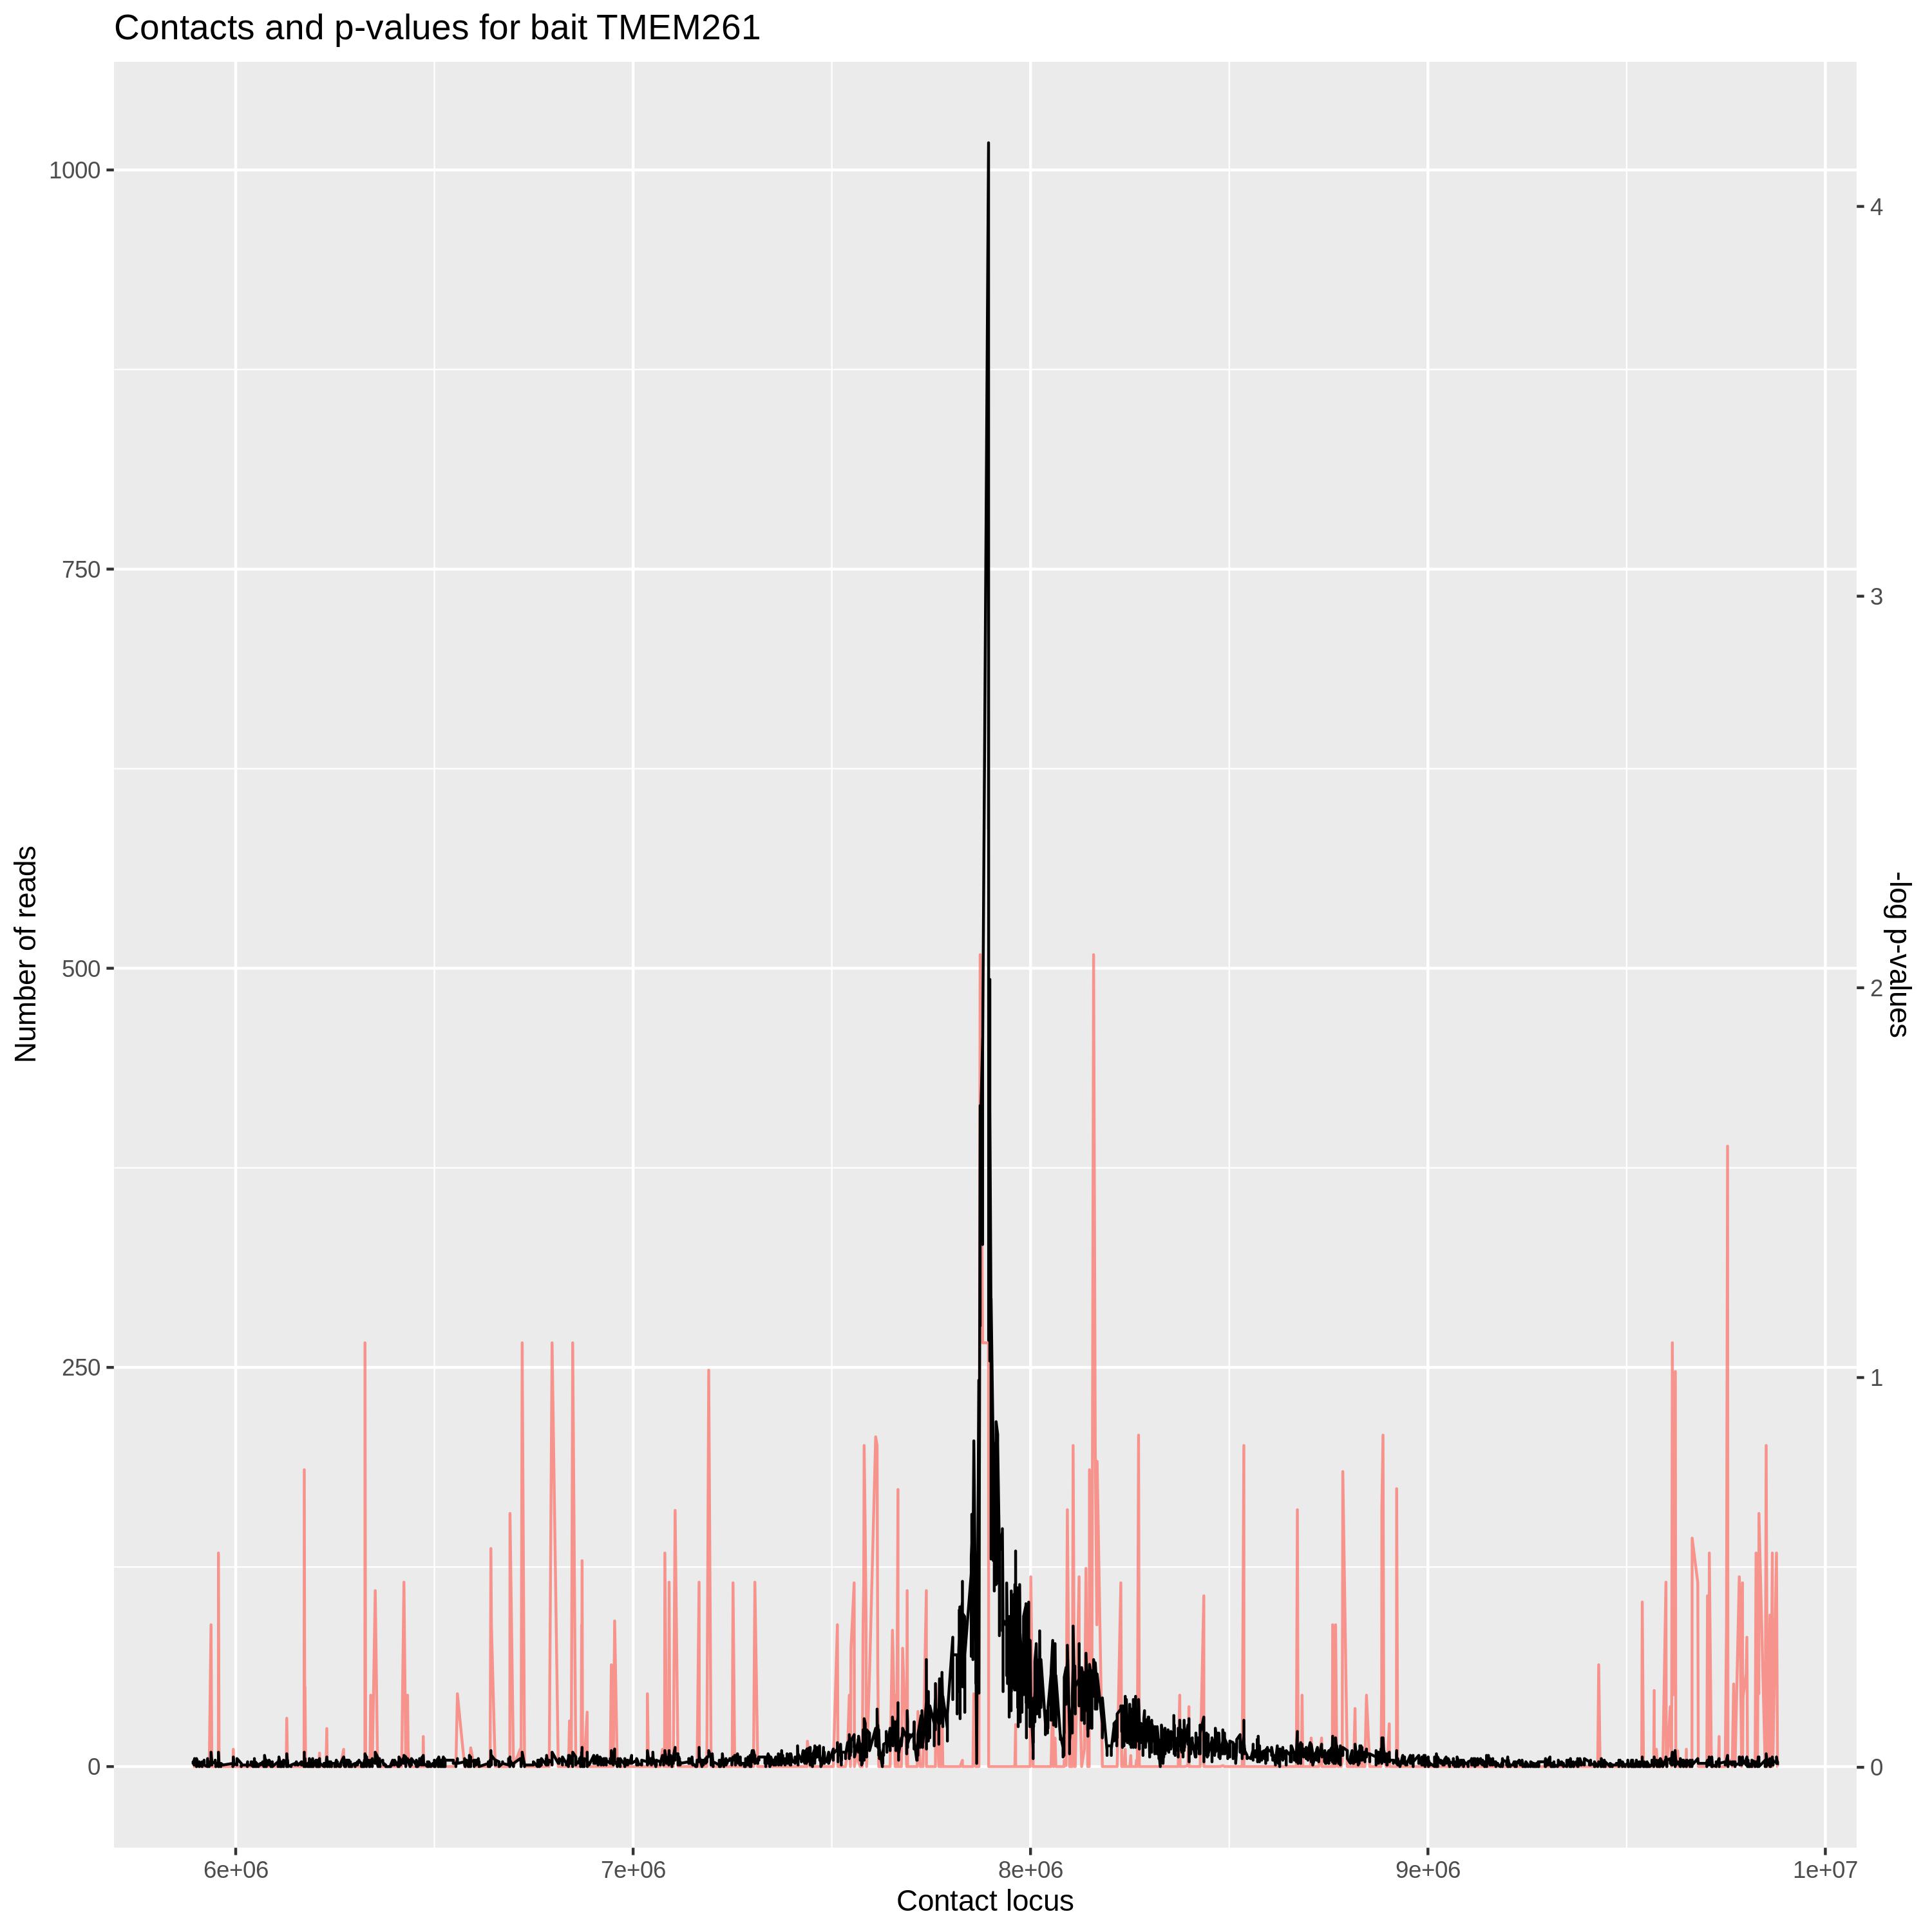 Contacts and p-values for bait TMEM261
1000
750
500
250
0
Number of reads
4
3
2
1
0
-log p-values
6e+06
7e+06
8e+06
9e+06
1e+07
Contact locus